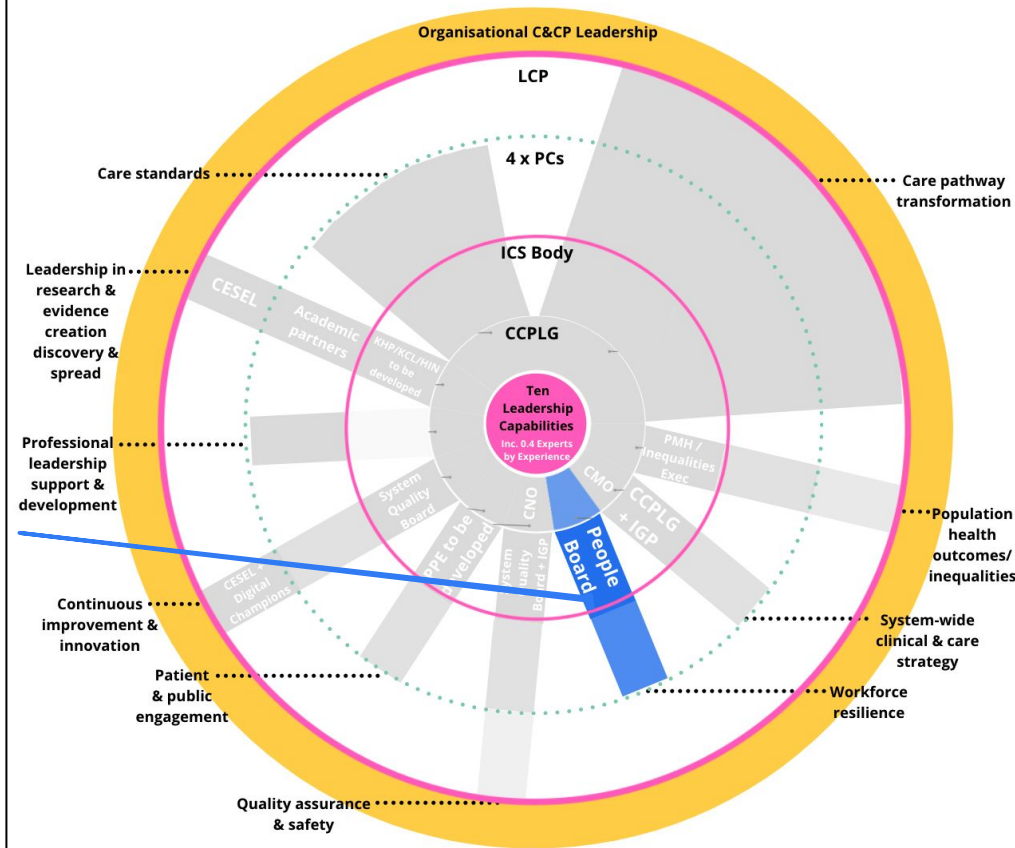 Organisational C&CP Leadership
LCP
4 x PCs
ICS Body
CCPLG
Ten
Leadership
Capabilities
Inc. 0.4 Experts
by Experience
Care standards
Leadership in
research &
evidence
creation
discovery &
spread
Professional
leadership
support &
development
Continuous
improvement &
innovation
Patient
& public
engagement
Quality assurance
& safety
Care pathway
transformation
Population
health
outcomes/
inequalities
System-wide
clinical & care
strategy
Workforce
resilience
CESEL
Academic
partners
KHP/KCL/HIN
to be
developed
System
Quality
Board
CESEL +
Digital
Champions
PPE to be
developed
CNO
System
Quality
Board + IGP
People
Board
CMO
CCPLG
+ IGP
PMH /
Inequalities
Exec